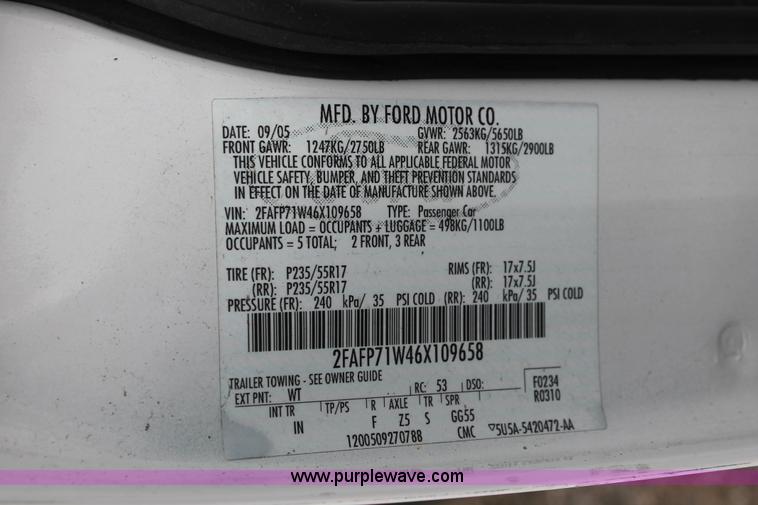 MFD. BY FORD MOTOR CO.
DATE: 09/05 GVWR: 2563KG/5650LB
FRONT GAWR: 1247KG/2750LB REAR GAWR: 1315KG/2900LB
THIS VEHICLE CONFORMS TO ALL APPLICABLE FEDERAL MOTOR
VEHICLE SAFETY, BUMPER, AND THEFT PREVENTION STANDARDS
IN EFFECT ON THE DATE OF MANUFACTURE SHOWN ABOVE.
VIN: 2FAFP71W46X109658 TYPE: Passenger Car
MAXIMUM LOAD = OCCUPANTS + LUGGAGE = 498KG/1100LB
OCCUPANTS = 5 TOTAL; 2 FRONT, 3 REAR
TIRE (FR): P235/55R17 RIMS (FR): 17x7.5J
(RR): P235/55R17 (RR): 17x7.5J
PRESSURE (FR): 240 kPa/ 35 PSI COLD (RR): 240 kPa/ 35 PSI COLD
2FAFP71W46X109658
TRAILER TOWING - SEE OWNER GUIDE
EXT PNT: WT RC: 53 DSO: F0234
INT TR TP/PS R AXLE TR SPR R0310
IN F Z5 S GG55
1200509270788 CMC ▽5U5A-5420472-AA
www.purplewave.com